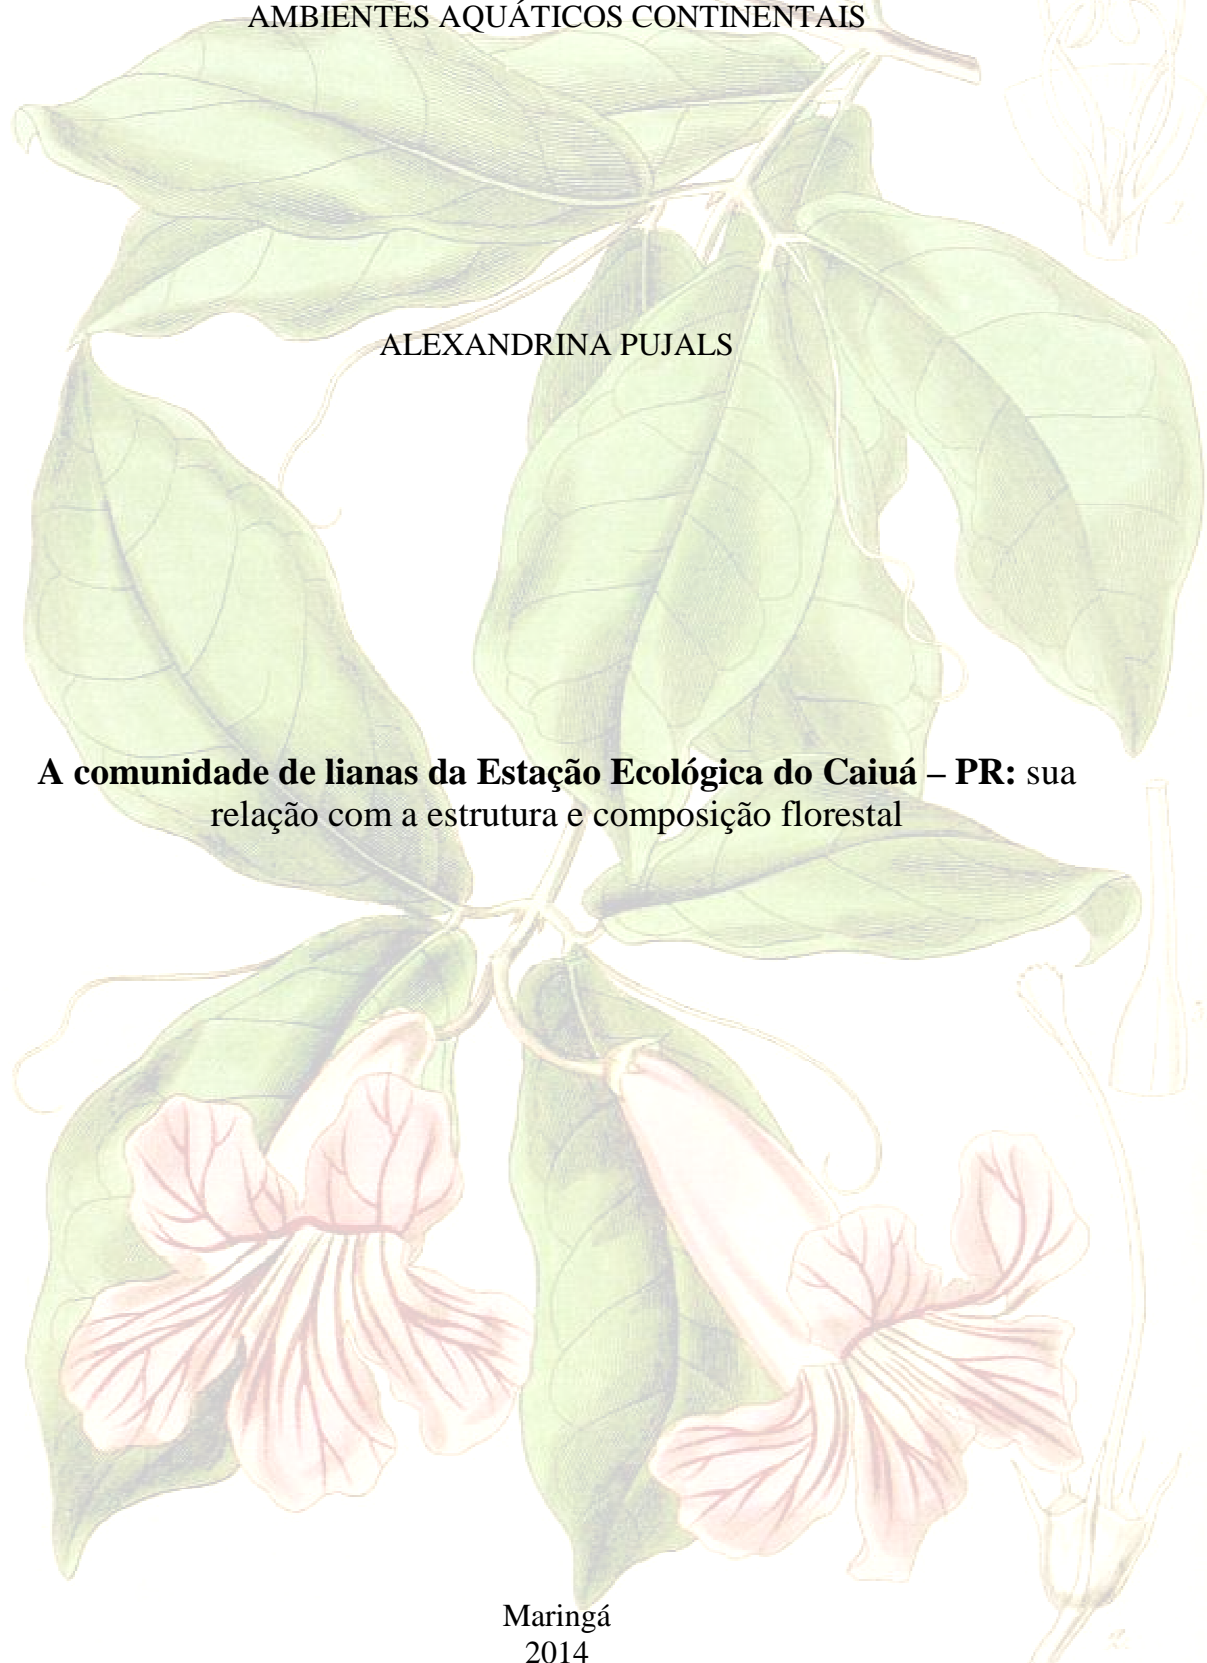 AMBIENTES AQUÁTICOS CONTINENTAIS
ALEXANDRINA PUJALS
A comunidade de lianas da Estação Ecológica do Caiuá – PR: sua
relação com a estrutura e composição florestal
Maringá
2014